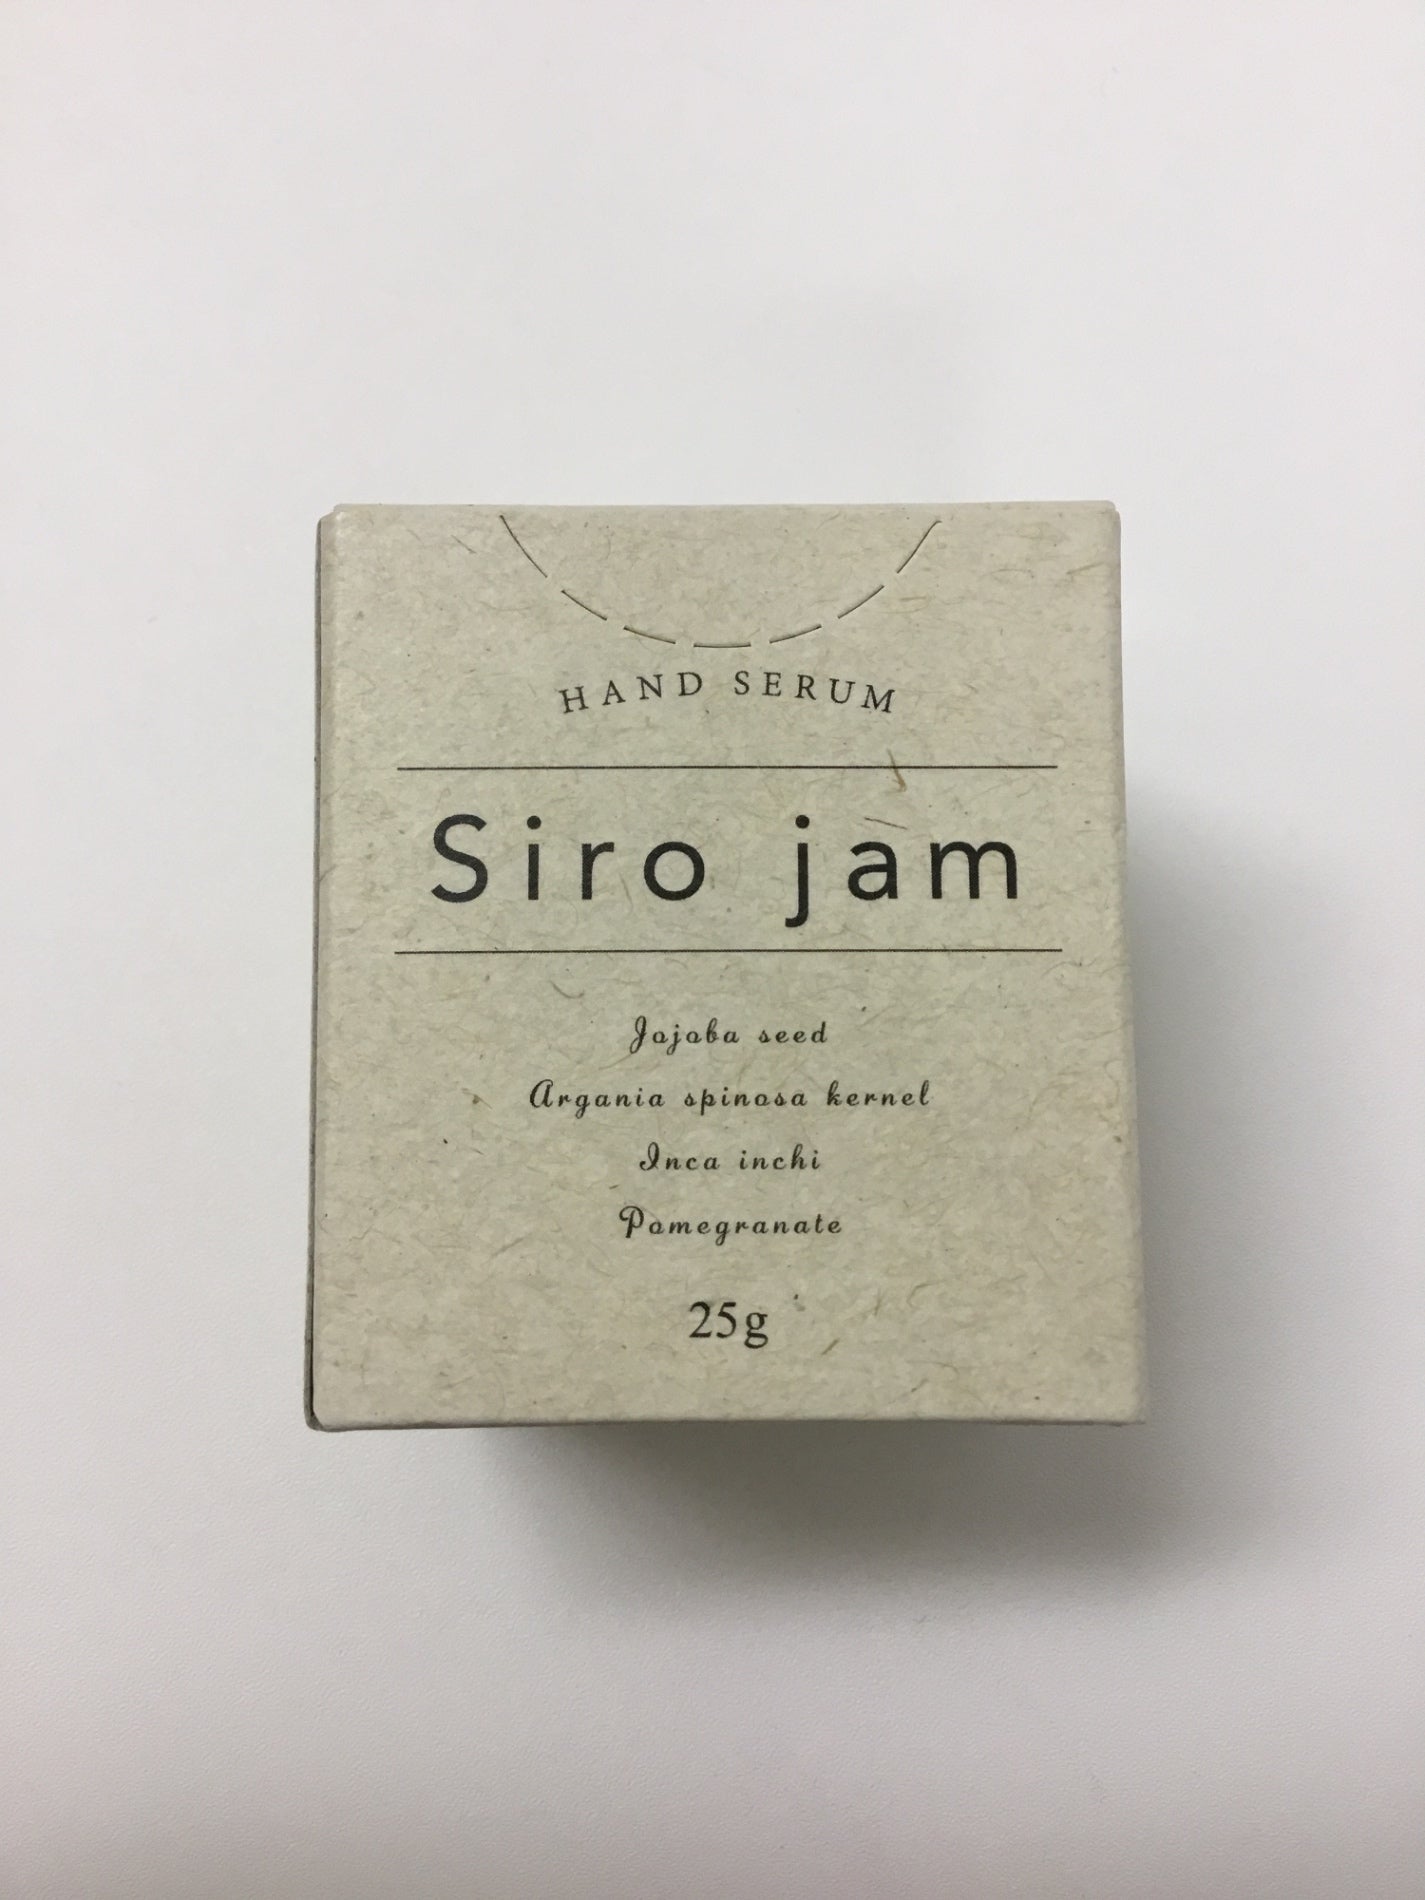 HAND SERUM
Siro jam
Jojoba seed
Argania spinosa kernel
Inca inchi
Pomegranate
25g